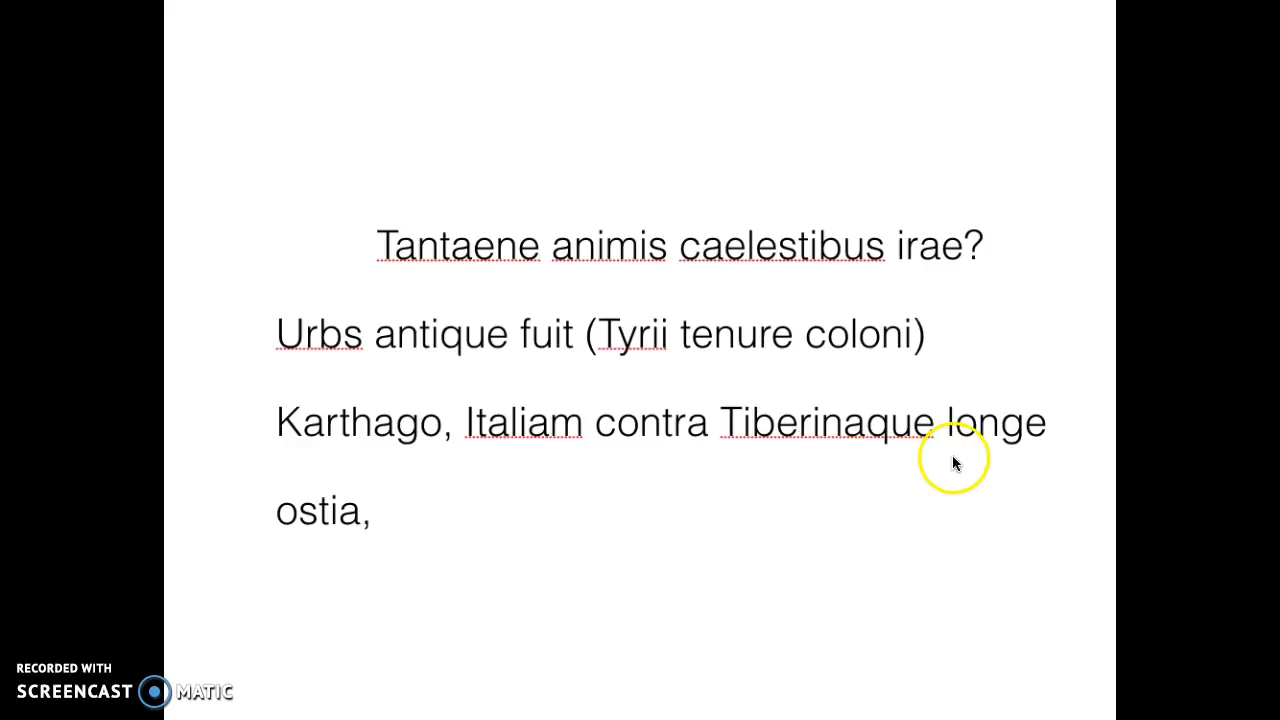 Tantaene animis caelestibus irae?
Urbs antique fuit (Tyrii tenure coloni)
Karthago, Italiam contra Tiberinaque longe
ostia,
RECORDED WITH
SCREENCAST MATIC